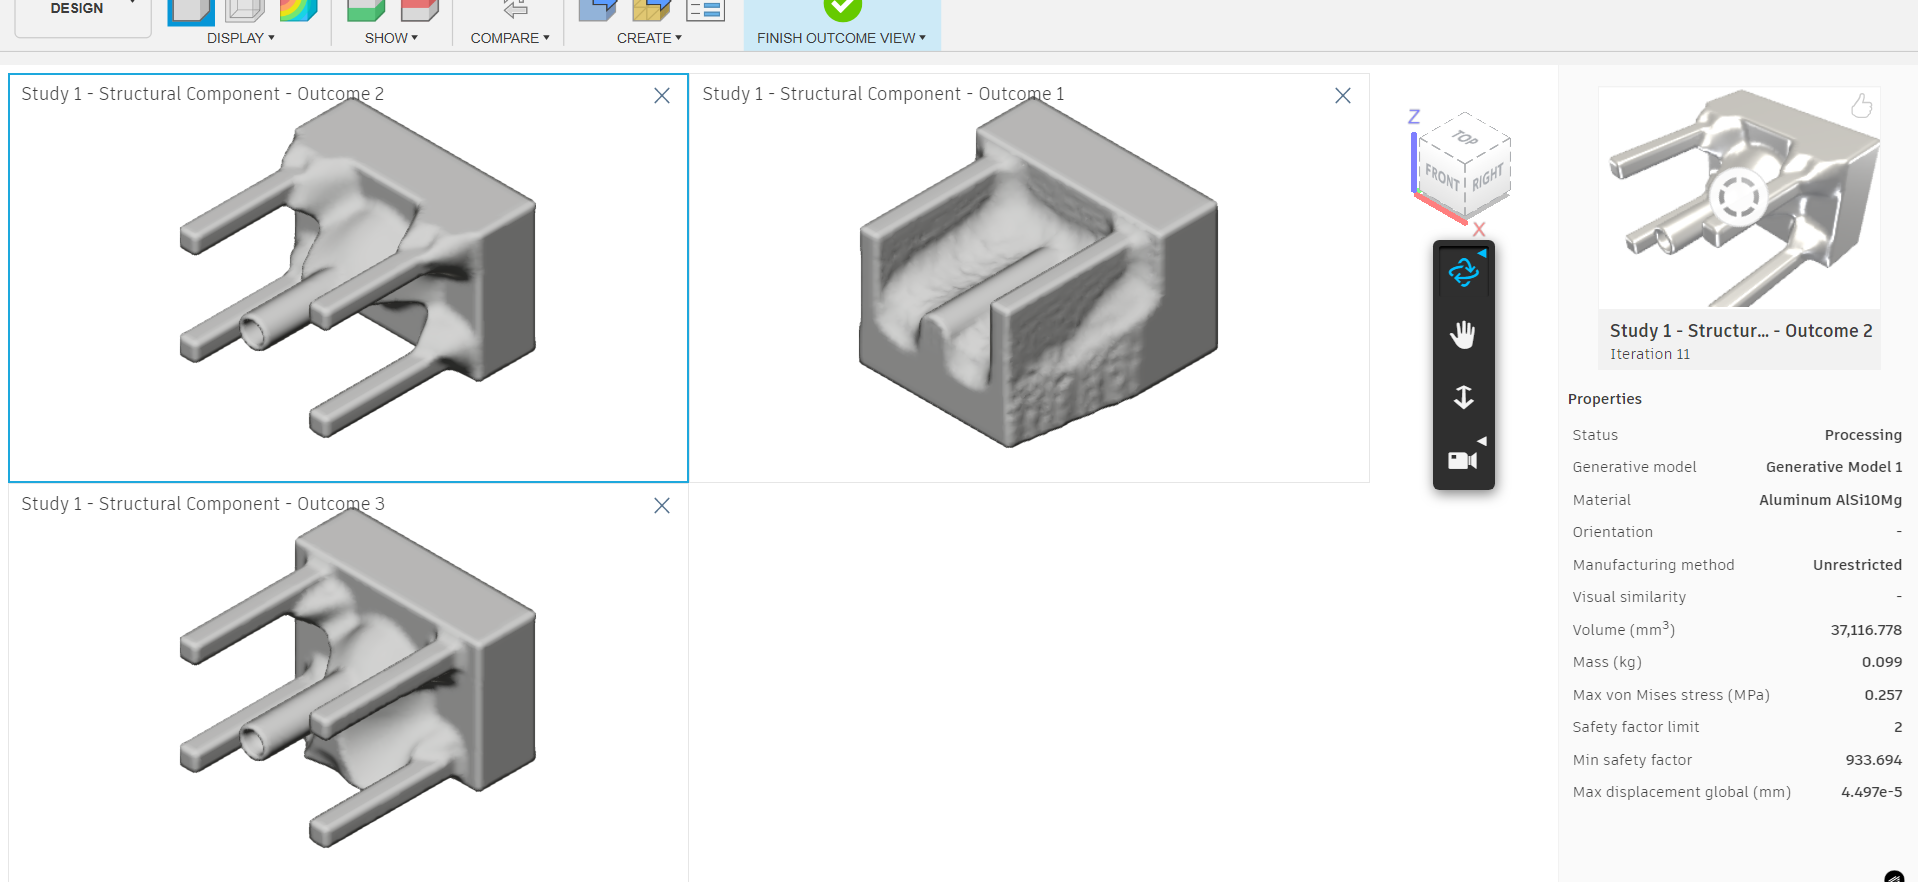 DESIGN
DISPLAY
SHOW
COMPARE
CREATE
FINISH OUTCOME VIEW
Study 1 - Structural Component - Outcome 2
Study 1 - Structural Component - Outcome 1
Study 1 - Structural Component - Outcome 3
Z
TOP
FRONT
RIGHT
X
Study 1 - Structur... - Outcome 2
Iteration 11
Properties
Status Processing
Generative model Generative Model 1
Material Aluminum AlSi10Mg
Orientation -
Manufacturing method Unrestricted
Visual similarity -
Volume (mm³) 37,116.778
Mass (kg) 0.099
Max von Mises stress (MPa) 0.257
Safety factor limit 2
Min safety factor 933.694
Max displacement global (mm) 4.497e-5